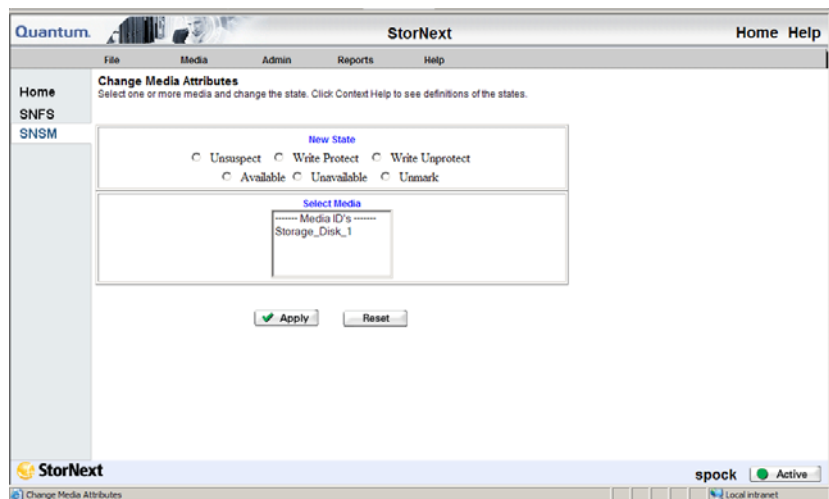 Quantum. StorNext Home Help
File Media Admin Reports Help
Home
SNFS
SNSM
Change Media Attributes
Select one or more media and change the state. Click Context Help to see definitions of the states.
New State
Unsuspect Write Protect Write Unprotect
Available Unavailable Unmark
Select Media
------- Media ID's -------
Storage_Disk_1
Apply Reset
StorNext spock Active
Change Media Attributes Local intranet